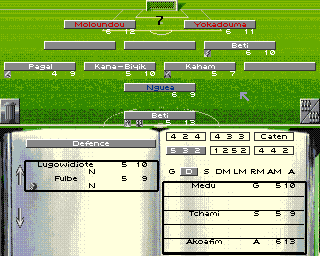 7
Moloundou Yokadouma
6 12 6 11
Beti
6 10
Pagal Kana-Biyik Kaham
4 9 5 10 5 7
Nguea
6 9
Beti
5 13
Defence
Lugowidjote 5 10
N
Fulbe 5 9
N
4 2 4 4 3 3 Caten
5 3 2 1 2 5 2 4 4 2
G D S DM LM RM AM A
Medu G 5 10
Tchami S 5 9
Akoafim A 6 13